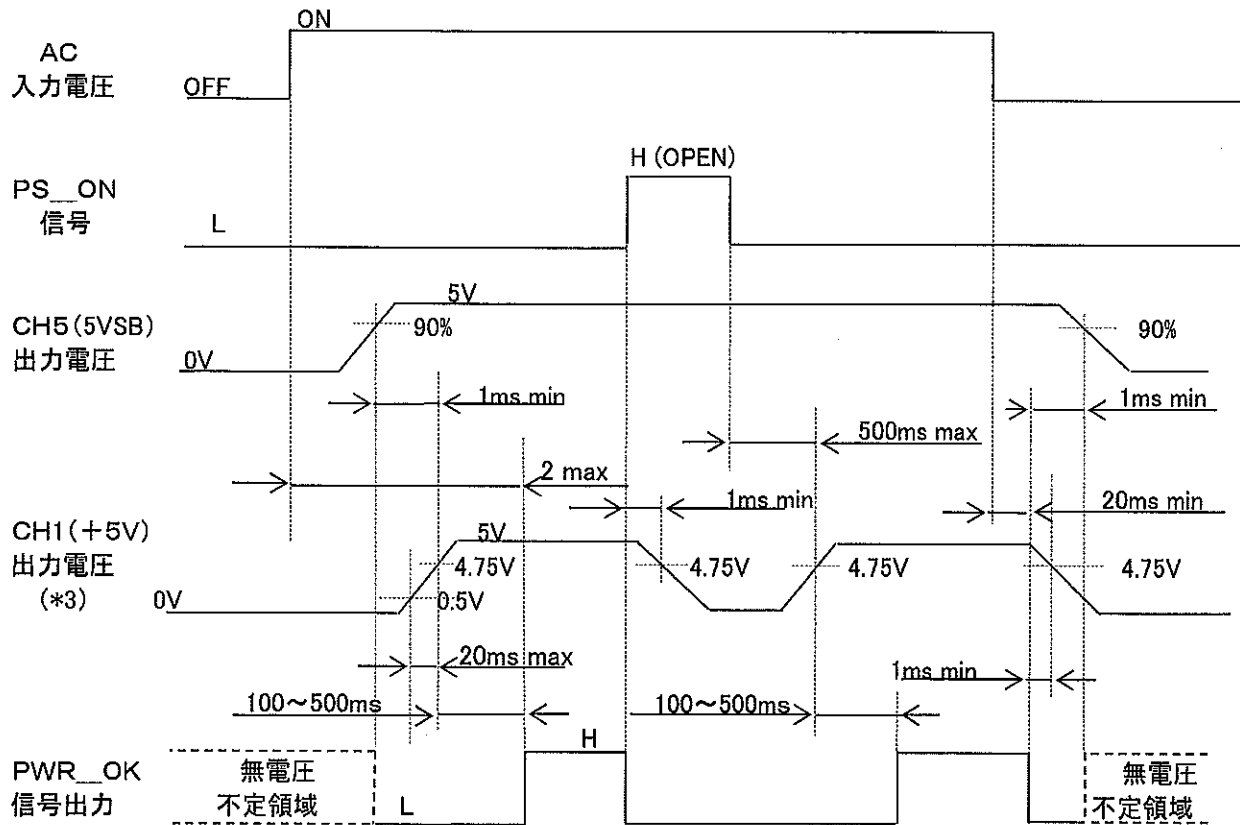 ON
AC
入力電圧
OFF
H (OPEN)
PS__ON
信号
L
5V
CH5(5VSB)
出力電圧
90%
90%
0V
1ms min
1ms min
500ms max
2 max
1ms min
20ms min
CH1(+5V)
出力電圧
(*3)
5V
4.75V
4.75V
4.75V
4.75V
0V
0.5V
20ms max
1ms min
100～500ms
100～500ms
H
PWR__OK
信号出力
無電圧
不定領域
L
無電圧
不定領域